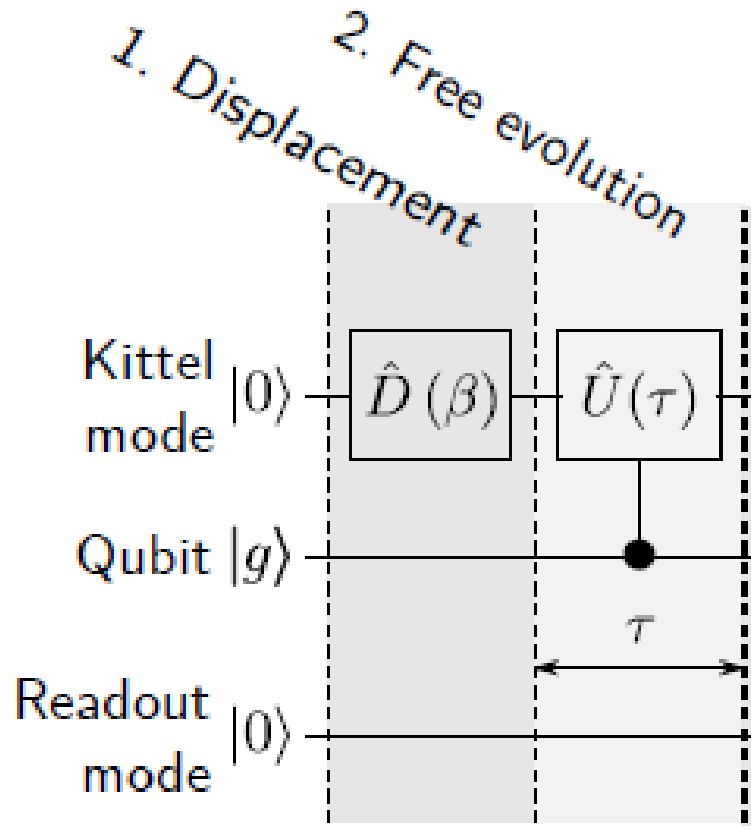 1. Displacement
2. Free evolution
Kittel mode |0⟩
D̂ (β)
Û(τ)
Qubit |g⟩
τ
Readout mode |0⟩